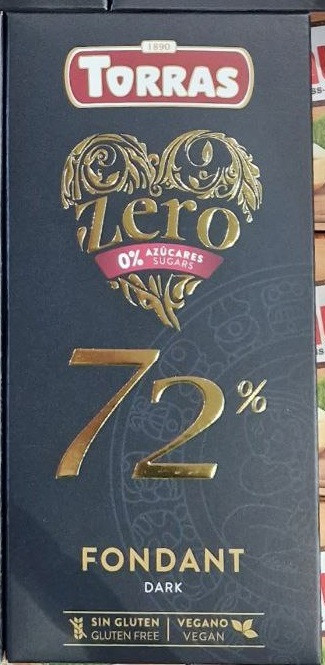 1890
TORRAS
Zero
0% AZÚCARES
SUGARS
72%
FONDANT
DARK
SIN GLUTEN | VEGANO
GLUTEN FREE | VEGAN